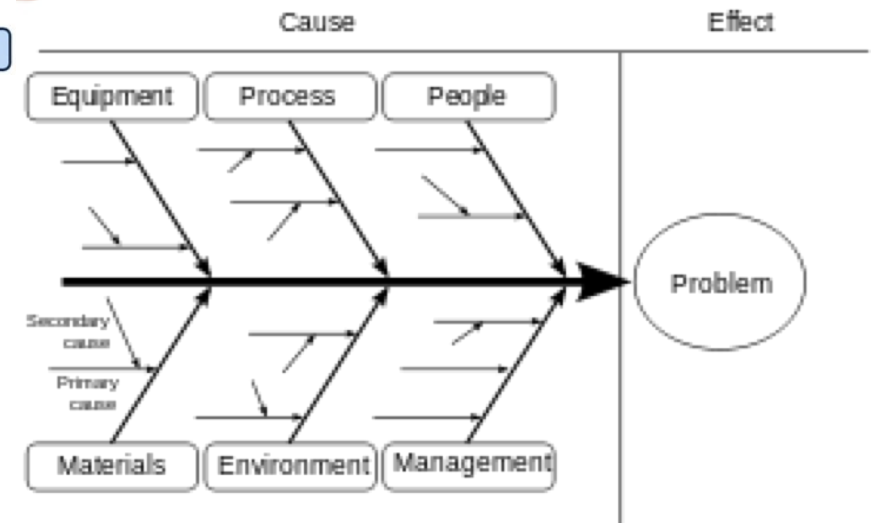 Cause
Effect
Equipment
Process
People
Problem
Secondary
cause
Primary
cause
Materials
Environment
Management